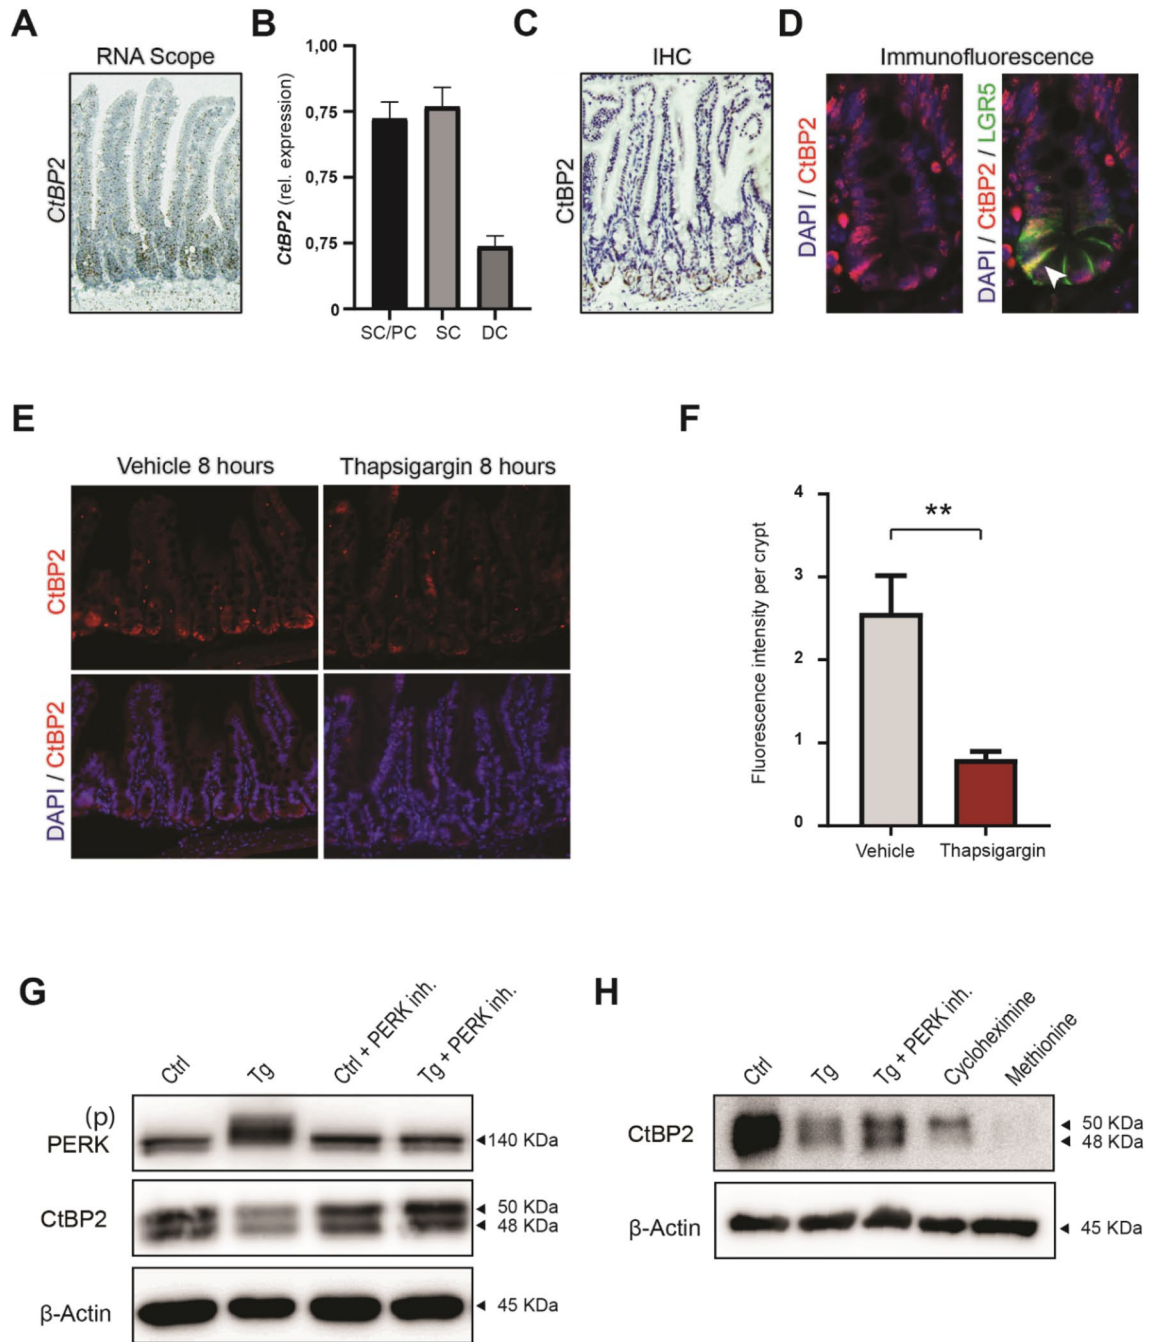 A
RNA Scope
CtBP2
B
1,00
0,75
0,75
0,75
0
CtBP2 (rel. expression)
SC/PC SC DC
C
IHC
CtBP2
D
Immunofluorescence
DAPI / CtBP2
DAPI / CtBP2 / LGR5
E
Vehicle 8 hours
Thapsigargin 8 hours
CtBP2
DAPI / CtBP2
F
4
3
2
1
0
Fluorescence intensity per crypt
**
Vehicle Thapsigargin
G
Ctrl
Tg
Ctrl + PERK inh.
Tg + PERK inh.
(p)
PERK
140 KDa
CtBP2
50 KDa
48 KDa
β-Actin
45 KDa
H
Ctrl
Tg
Tg + PERK inh.
Cycloheximine
Methionine
CtBP2
50 KDa
48 KDa
β-Actin
45 KDa